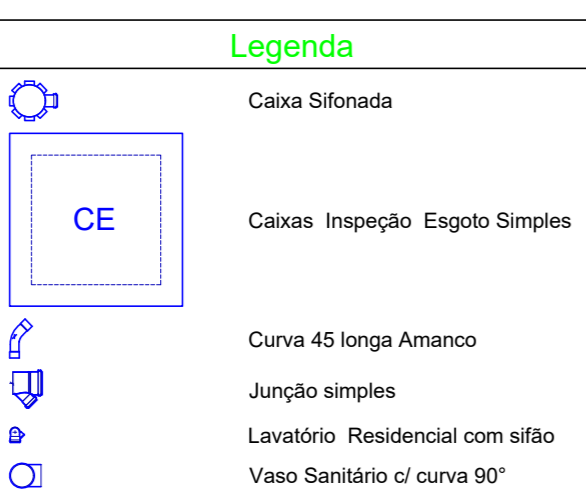 Legenda
Caixa Sifonada
CE
Caixas Inspeção Esgoto Simples
Curva 45 longa Amanco
Junção simples
Lavatório Residencial com sifão
Vaso Sanitário c/ curva 90°